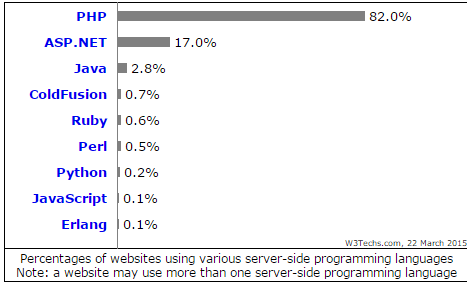 PHP 82.0%
ASP.NET 17.0%
Java 2.8%
ColdFusion 0.7%
Ruby 0.6%
Perl 0.5%
Python 0.2%
JavaScript 0.1%
Erlang 0.1%
W3Techs.com, 22 March 2015
Percentages of websites using various server-side programming languages
Note: a website may use more than one server-side programming language